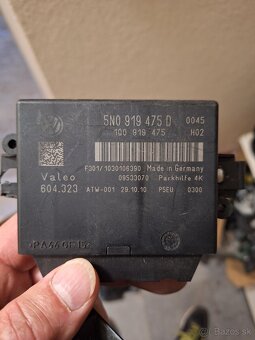 5N0 919 475 D 0045
1Q0 919 475 H02
F301/1030106390 Made in Germany
Valeo 09533070 Parkhilfe 4K
604.323 ATW-001 29.10.10 P5EU 0300
bazos.sk